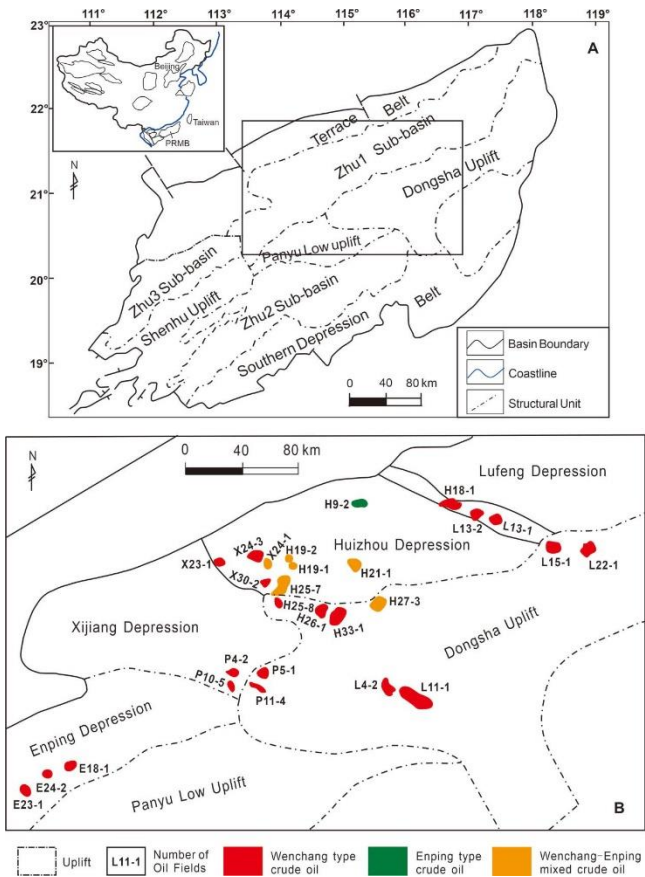 111° 112° 113° 114° 115° 116° 117° 118° 119°
23°
22°
21°
20°
19°
A
Beijing
Taiwan
PRMB
N
Terrace Belt
Zhu1 Sub-basin
Dongsha Uplift
Panyu Low uplift
Zhu3 Sub-basin
Shenhu Uplift
Zhu2 Sub-basin
Southern Depression Belt
0 40 80 km
Basin Boundary
Coastline
Structural Unit
N
0 40 80 km
Lufeng Depression
H18-1
H9-2
L13-2
L13-1
X24-3
X24-1
H19-2
Huizhou Depression
X23-1
H19-1
H21-1
L15-1
L22-1
X30-2
H25-7
H25-8
H26-1
H33-1
H27-3
Xijiang Depression
Dongsha Uplift
P4-2
P5-1
P10-5
P11-4
L4-2
L11-1
Enping Depression
E18-1
E24-2
E23-1
Panyu Low Uplift
B
Uplift
L11-1
Number of
Oil Fields
Wenchang type
crude oil
Enping type
crude oil
Wenchang-Enping
mixed crude oil